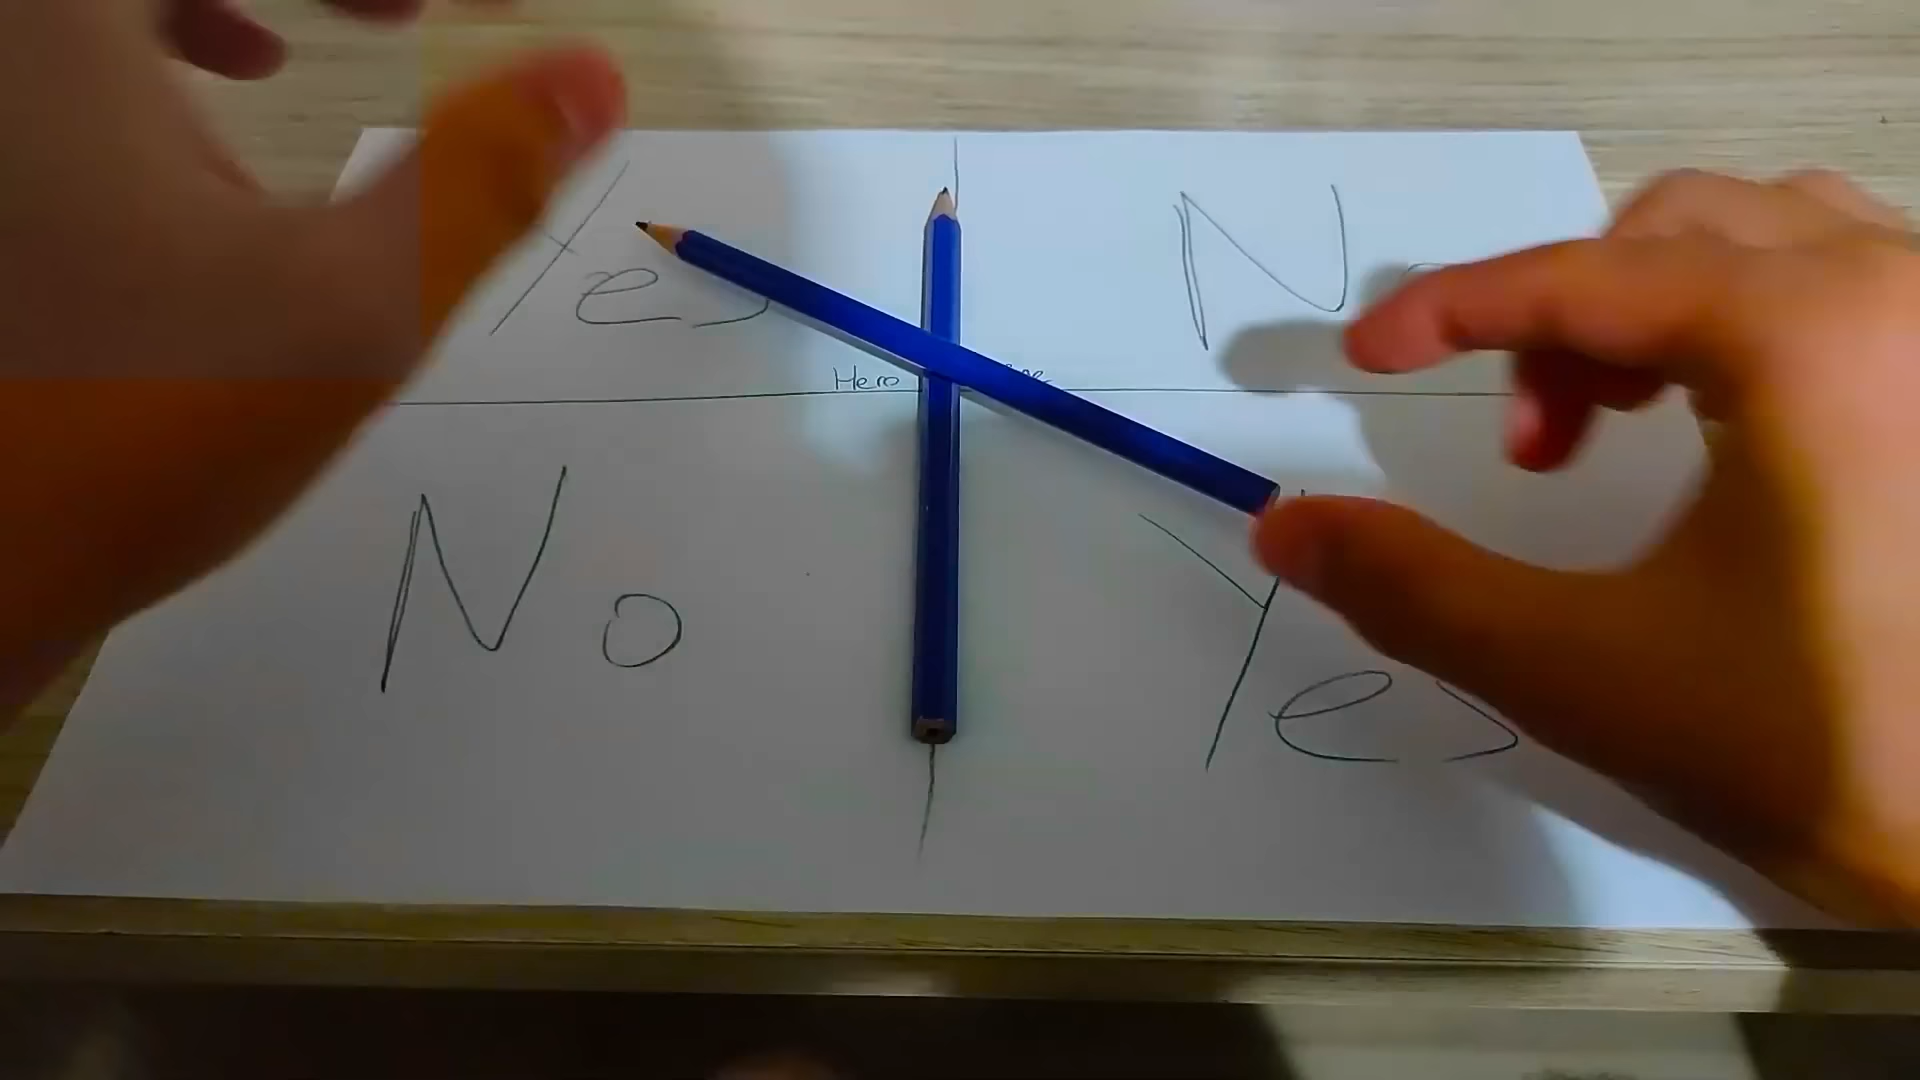 Yes No
Hero
No Yes